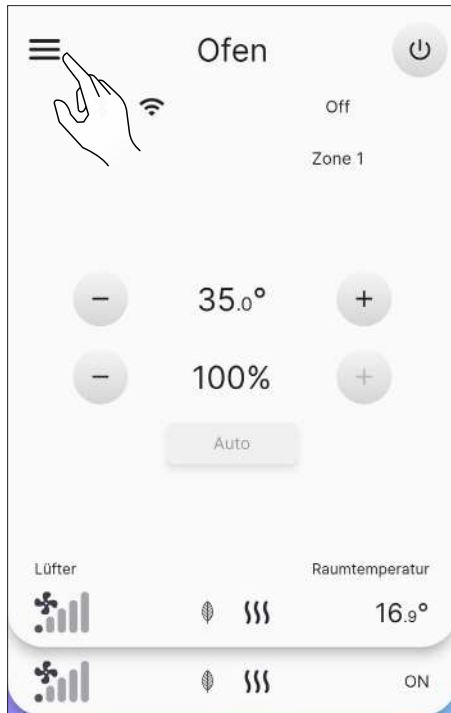 Ofen
Off
Zone 1
− 35.0° +
− 100% +
Auto
Lüfter Raumtemperatur
16.9°
ON